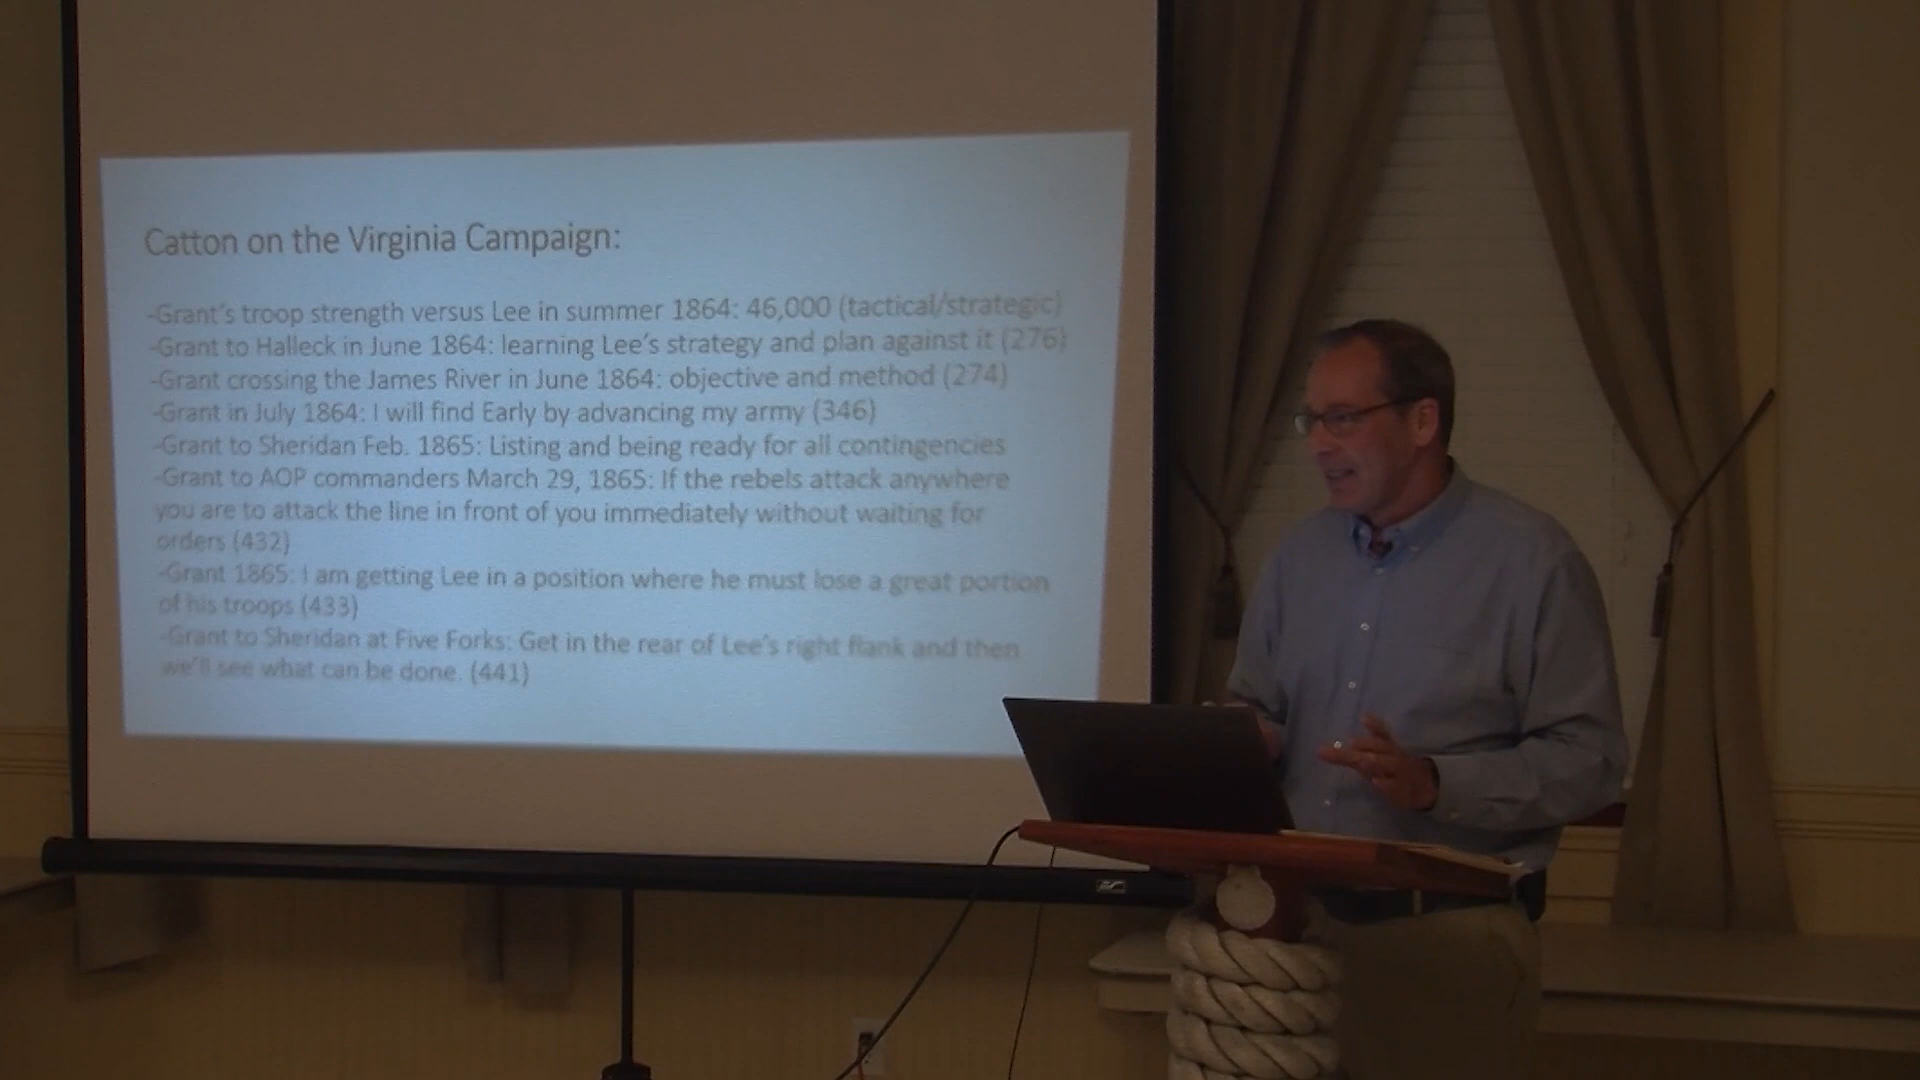 Catton on the Virginia Campaign:
-Grant's troop strength versus Lee in summer 1864: 46,000 (tactical/strategic)
-Grant to Halleck in June 1864: learning Lee's strategy and plan against it (276)
-Grant crossing the James River in June 1864: objective and method (274)
-Grant in July 1864: I will find Early by advancing my army (346)
-Grant to Sheridan Feb. 1865: Listing and being ready for all contingencies
-Grant to AOP commanders March 29, 1865: If the rebels attack anywhere
you are to attack the line in front of you immediately without waiting for
orders (432)
-Grant 1865: I am getting Lee in a position where he must lose a great portion
of his troops (433)
-Grant to Sheridan at Five Forks: Get in the rear of Lee's right flank and then
we'll see what can be done. (441)